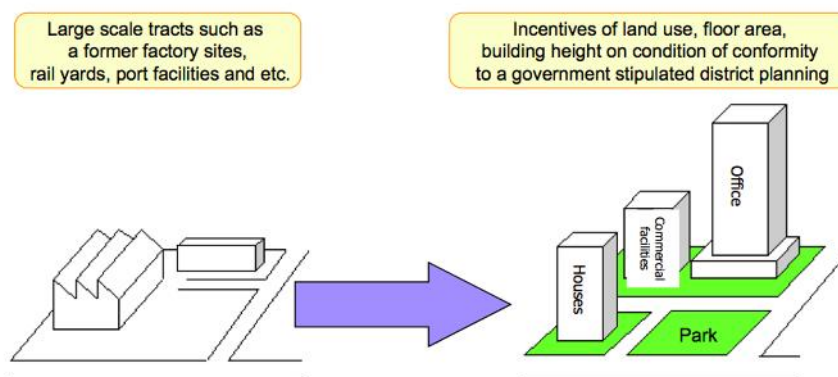 Large scale tracts such as
a former factory sites,
rail yards, port facilities and etc.
Incentives of land use, floor area,
building height on condition of conformity
to a government stipulated district planning
Office
Commercial
facilities
Houses
Park